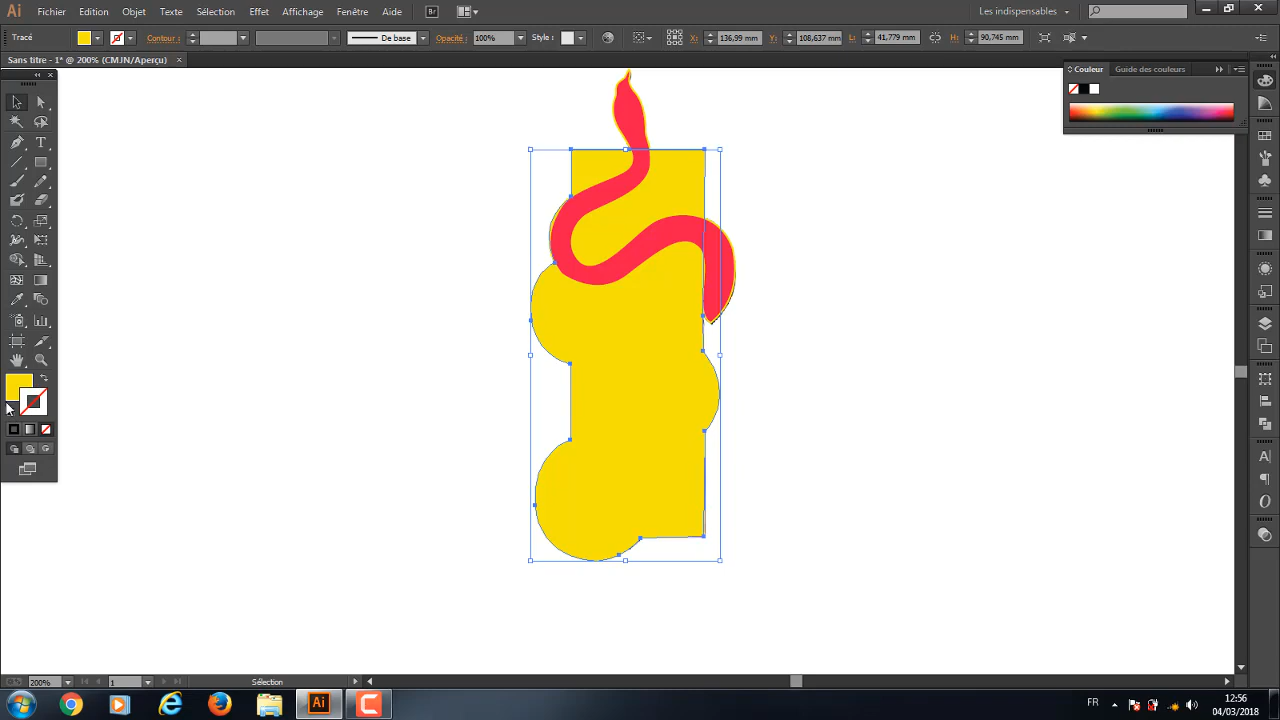 Ai Fichier Edition Objet Texte Sélection Effet Affichage Fenêtre Aide Br Les indispensables
Tracé Contour : De base Opacité : 100% Style : X : 136,99 mm Y : 108,637 mm L : 41,779 mm H : 90,745 mm
Sans titre - 1* @ 200% (CMJN/Aperçu) ×
Couleur Guide des couleurs
200% 1 Sélection
Ai FR 12:56
04/03/2018